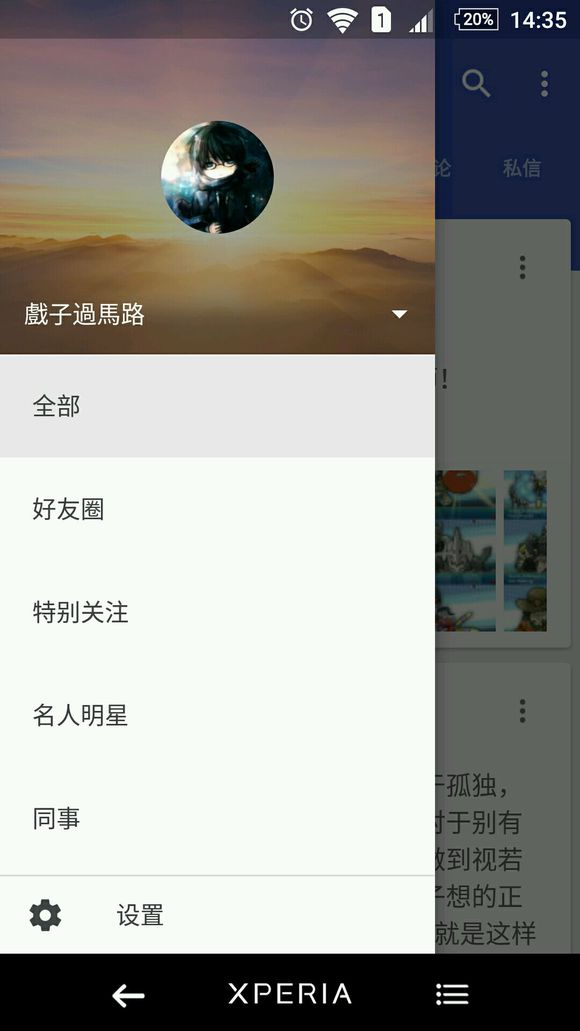 1
20%
14:35
论
私信
戲子過馬路
全部
好友圈
特别关注
名人明星
同事
设置
!
孤独，
于别有
到视若
想的正
就是这样
XPERIA